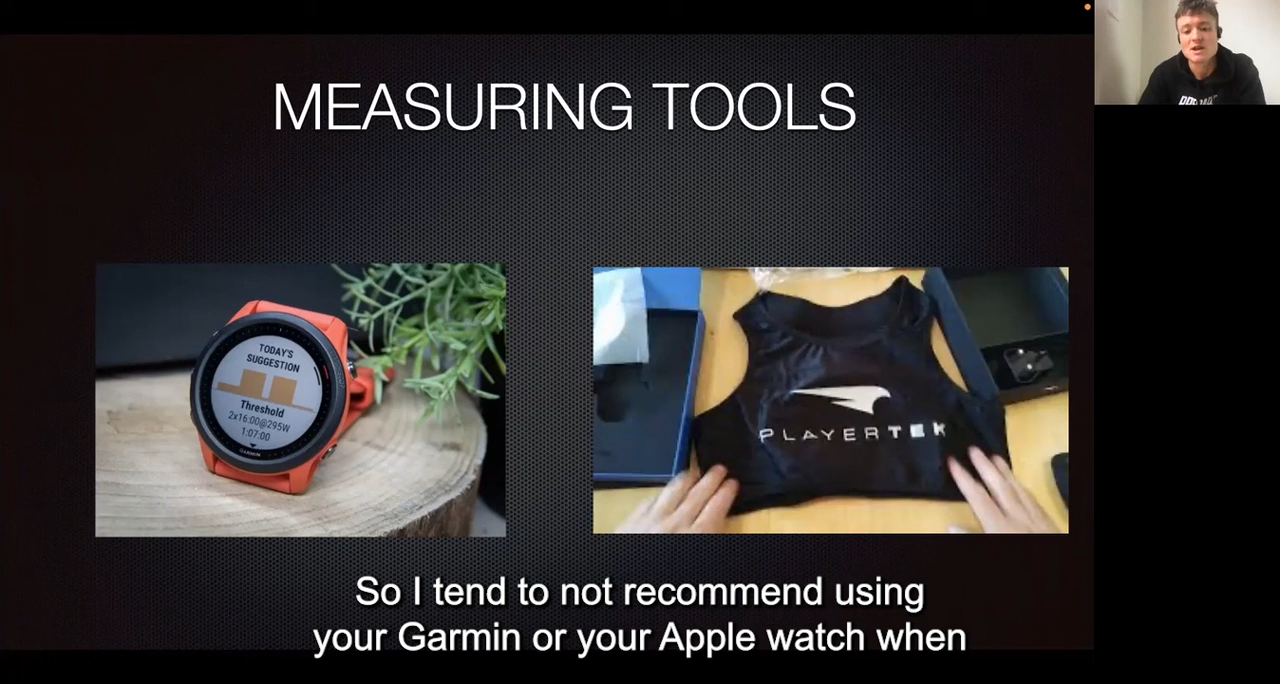 MEASURING TOOLS
TODAY'S
SUGGESTION
Threshold
2x16:00@295W
1:07:00
GARMIN
PLAYERTEK
So I tend to not recommend using
your Garmin or your Apple watch when